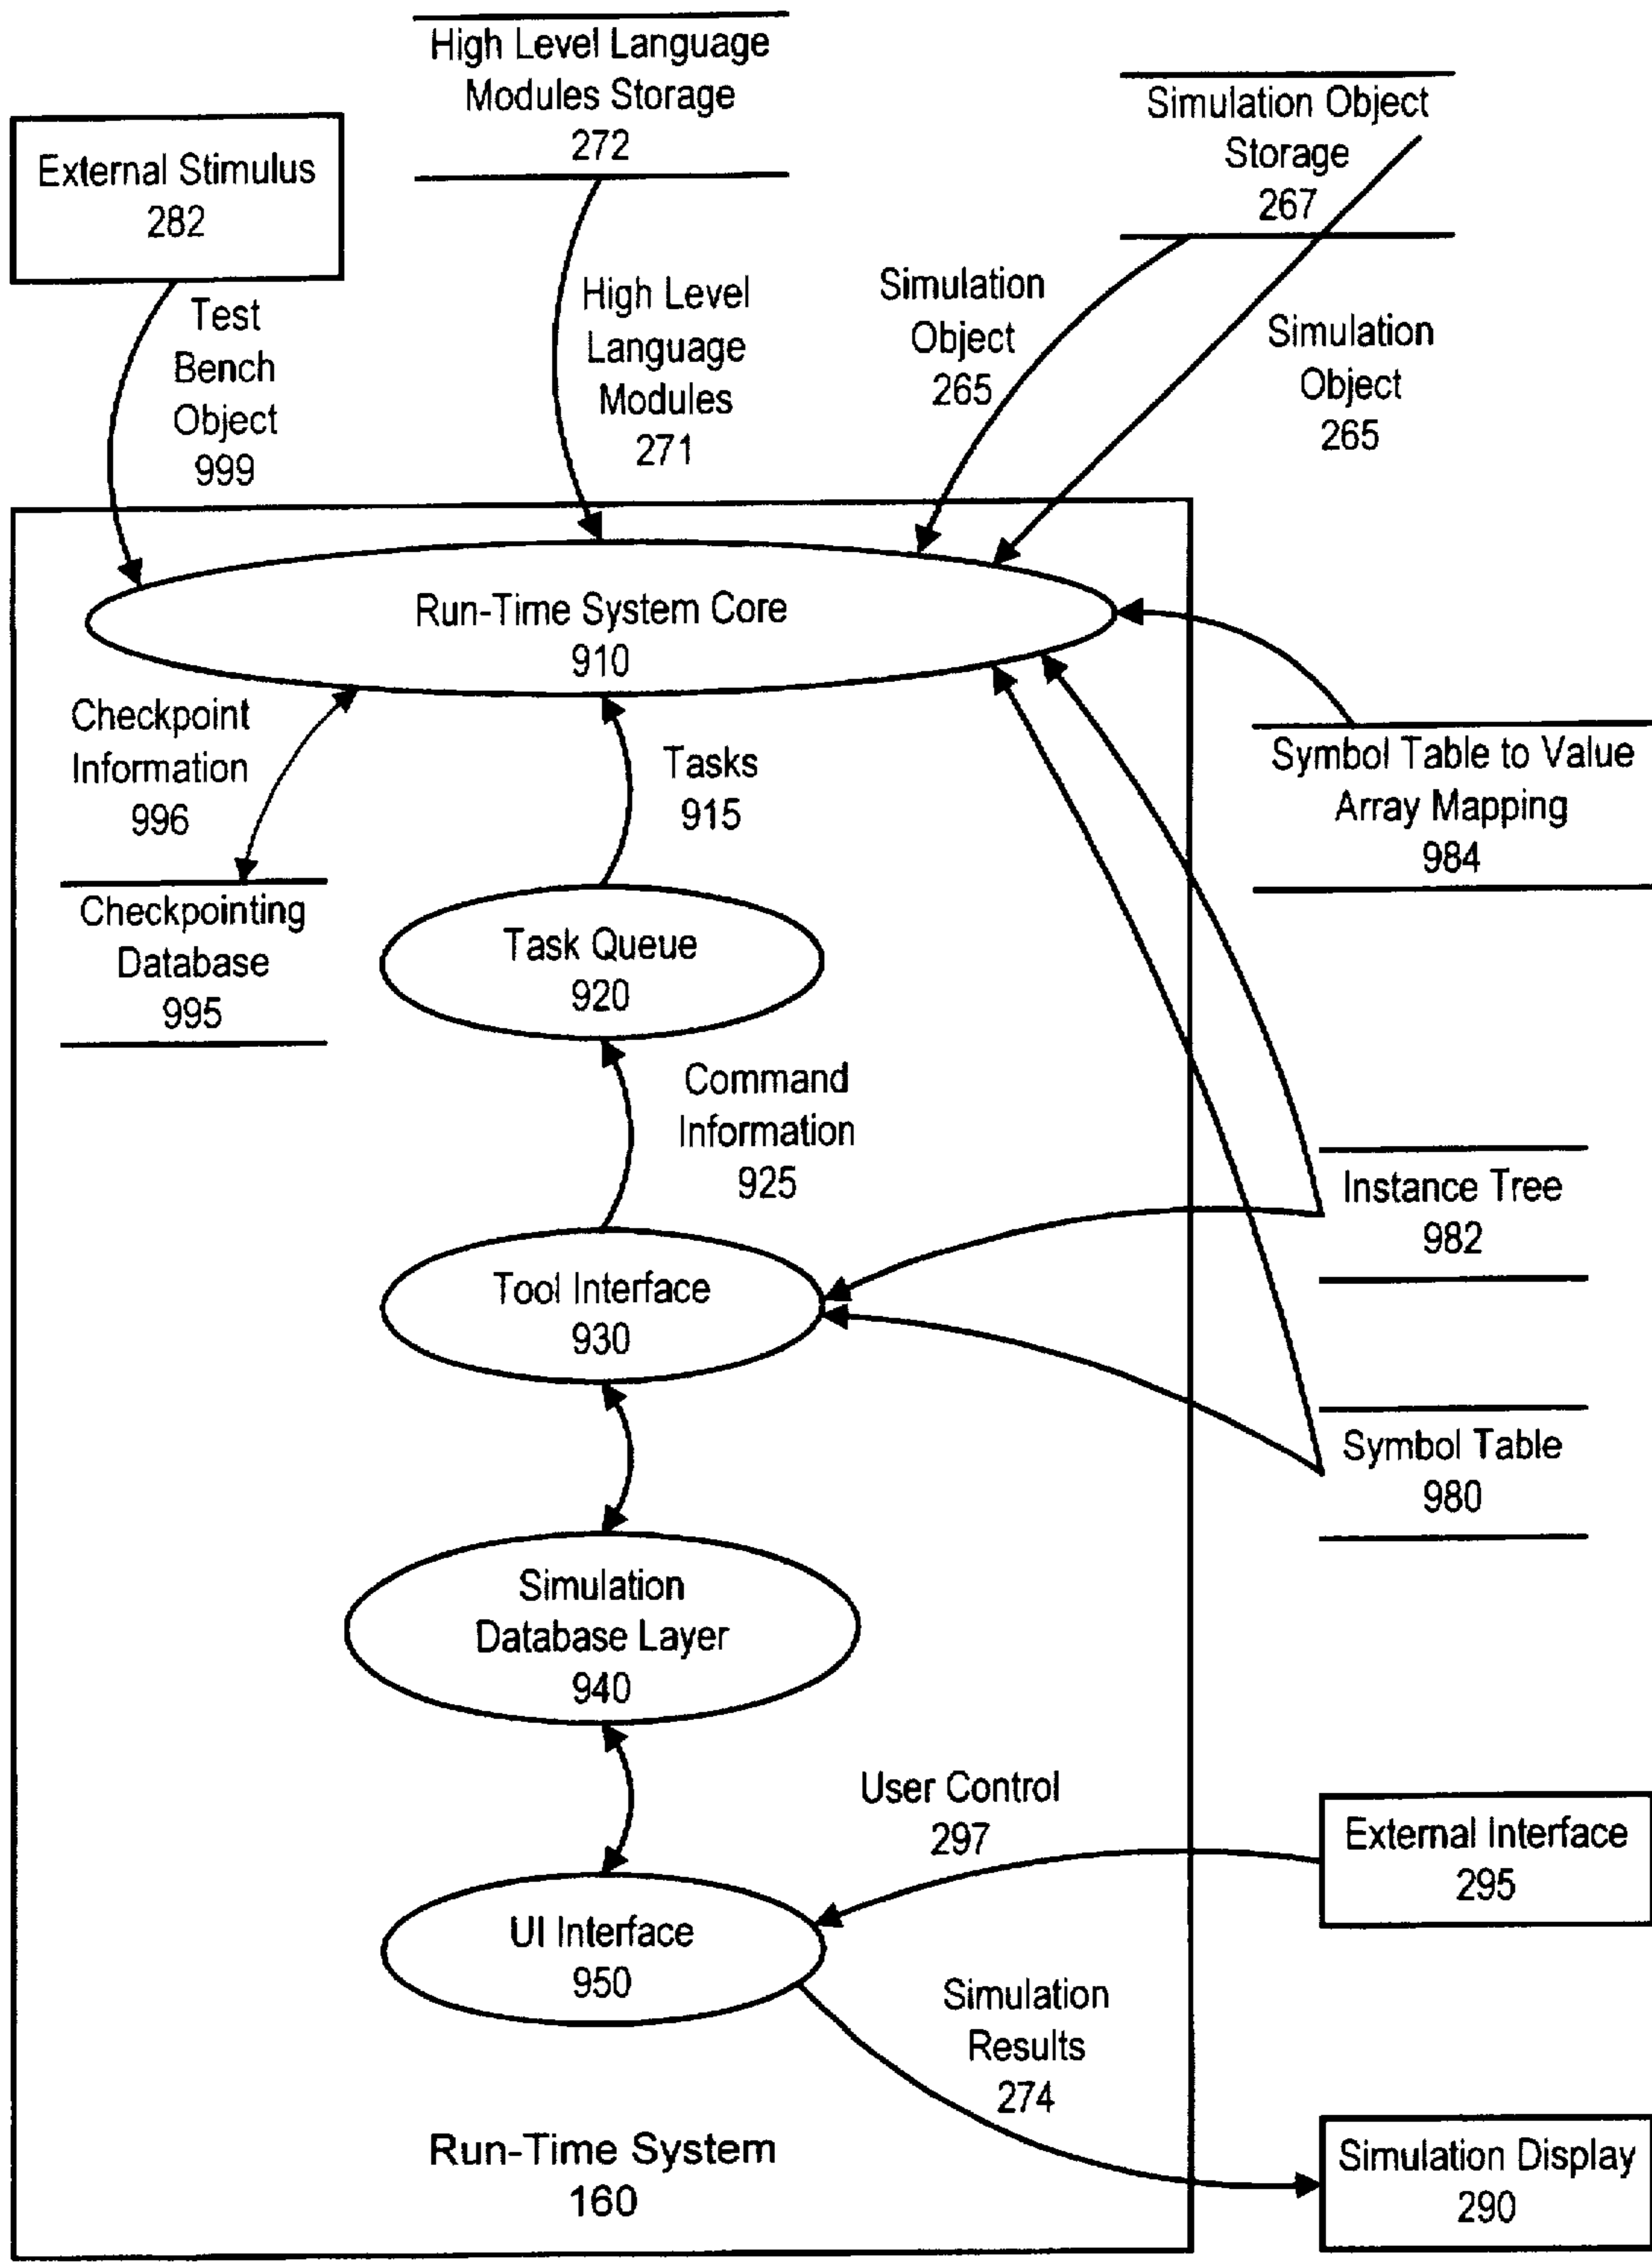 High Level Language
Modules Storage
272
Simulation Object
Storage
267
External Stimulus
282
Test
Bench
Object
999
High Level
Language
Modules
271
Simulation
Object
265
Simulation
Object
265
Run-Time System Core
910
Checkpoint
Information
996
Tasks
915
Symbol Table to Value
Array Mapping
984
Checkpointing
Database
995
Task Queue
920
Command
Information
925
Instance Tree
982
Tool Interface
930
Symbol Table
980
Simulation
Database Layer
940
User Control
297
External Interface
295
UI Interface
950
Simulation
Results
274
Run-Time System
160
Simulation Display
290